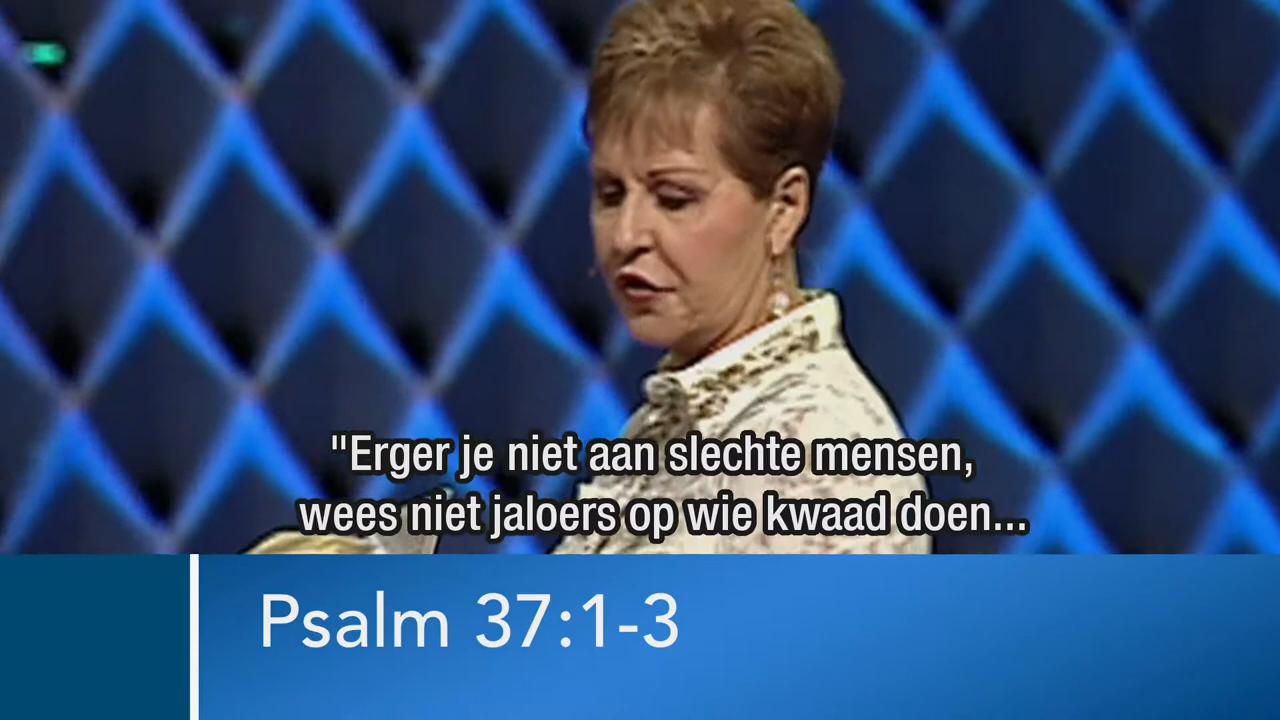 "Erger je niet aan slechte mensen,
wees niet jaloers op wie kwaad doen...
Psalm 37:1-3